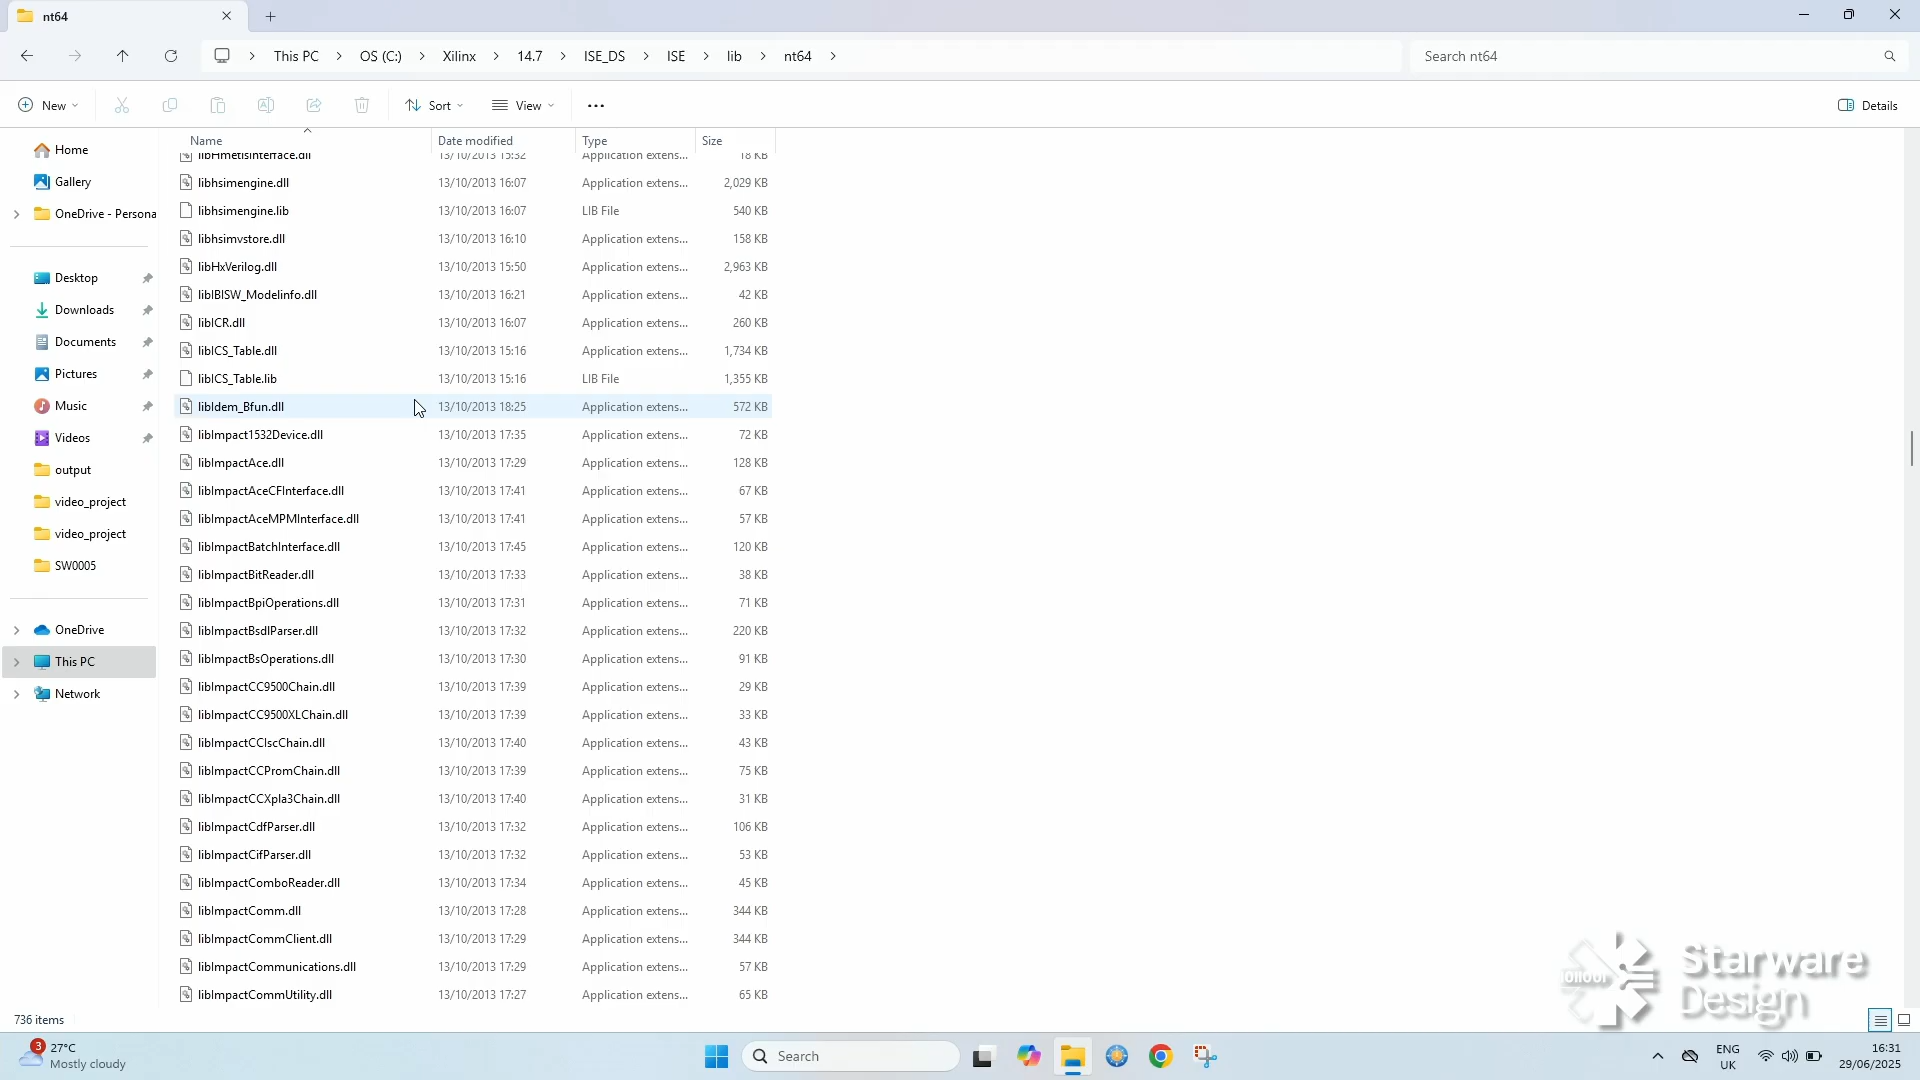 nt64
This PC > OS (C:) > Xilinx > 14.7 > ISE_DS > ISE > lib > nt64 >
Search nt64
New
Sort
View
Details
Name Date modified Type Size
Home
Gallery
OneDrive - Persona
Desktop
Downloads
Documents
Pictures
Music
Videos
output
video_project
video_project
SW0005
OneDrive
This PC
Network
libHmetisInterface.dll 13/10/2013 15:32 Application extens... 18 KB
libhsimengine.dll 13/10/2013 16:07 Application extens... 2,029 KB
libhsimengine.lib 13/10/2013 16:07 LIB File 540 KB
libhsimvstore.dll 13/10/2013 16:10 Application extens... 158 KB
libHxVerilog.dll 13/10/2013 15:50 Application extens... 2,963 KB
libIBISW_Modelinfo.dll 13/10/2013 16:21 Application extens... 42 KB
libICR.dll 13/10/2013 16:07 Application extens... 260 KB
libICS_Table.dll 13/10/2013 15:16 Application extens... 1,734 KB
libICS_Table.lib 13/10/2013 15:16 LIB File 1,355 KB
libIdem_Bfun.dll 13/10/2013 18:25 Application extens... 572 KB
libImpact1532Device.dll 13/10/2013 17:35 Application extens... 72 KB
libImpactAce.dll 13/10/2013 17:29 Application extens... 128 KB
libImpactAceCFInterface.dll 13/10/2013 17:41 Application extens... 67 KB
libImpactAceMPMInterface.dll 13/10/2013 17:41 Application extens... 57 KB
libImpactBatchInterface.dll 13/10/2013 17:45 Application extens... 120 KB
libImpactBitReader.dll 13/10/2013 17:33 Application extens... 38 KB
libImpactBpiOperations.dll 13/10/2013 17:31 Application extens... 71 KB
libImpactBsdlParser.dll 13/10/2013 17:32 Application extens... 220 KB
libImpactBsOperations.dll 13/10/2013 17:30 Application extens... 91 KB
libImpactCC9500Chain.dll 13/10/2013 17:39 Application extens... 29 KB
libImpactCC9500XLChain.dll 13/10/2013 17:39 Application extens... 33 KB
libImpactCCIscChain.dll 13/10/2013 17:40 Application extens... 43 KB
libImpactCCPromChain.dll 13/10/2013 17:39 Application extens... 75 KB
libImpactCCXpla3Chain.dll 13/10/2013 17:40 Application extens... 31 KB
libImpactCdfParser.dll 13/10/2013 17:32 Application extens... 106 KB
libImpactCifParser.dll 13/10/2013 17:32 Application extens... 53 KB
libImpactComboReader.dll 13/10/2013 17:34 Application extens... 45 KB
libImpactComm.dll 13/10/2013 17:28 Application extens... 344 KB
libImpactCommClient.dll 13/10/2013 17:29 Application extens... 344 KB
libImpactCommunications.dll 13/10/2013 17:29 Application extens... 57 KB
libImpactCommUtility.dll 13/10/2013 17:27 Application extens... 65 KB
Starware
Design
736 items
3
27°C
Mostly cloudy
Search
ENG
UK
16:31
29/06/2025